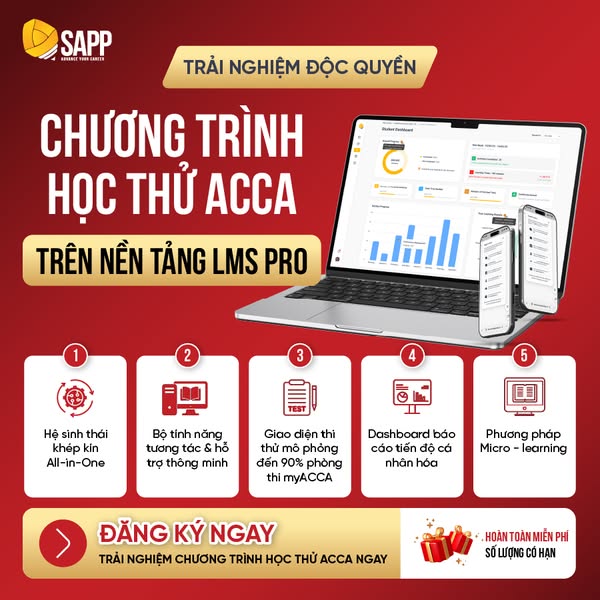 SAPP
ADVANCE YOUR CAREER
TRẢI NGHIỆM ĐỘC QUYỀN
CHƯƠNG TRÌNH
HỌC THỬ ACCA
TRÊN NỀN TẢNG LMS PRO
Student Dashboard
1
Hệ sinh thái
khép kín
All-in-One
2
Bộ tính năng
tương tác & hỗ
trợ thông minh
3
TEST
Giao diện thi
thử mô phỏng
đến 90% phòng
thi myACCA
4
Dashboard báo
cáo tiến độ cá
nhân hóa
5
Phương pháp
Micro - learning
ĐĂNG KÝ NGAY
TRẢI NGHIỆM CHƯƠNG TRÌNH HỌC THỬ ACCA NGAY
HOÀN TOÀN MIỄN PHÍ
SỐ LƯỢNG CÓ HẠN